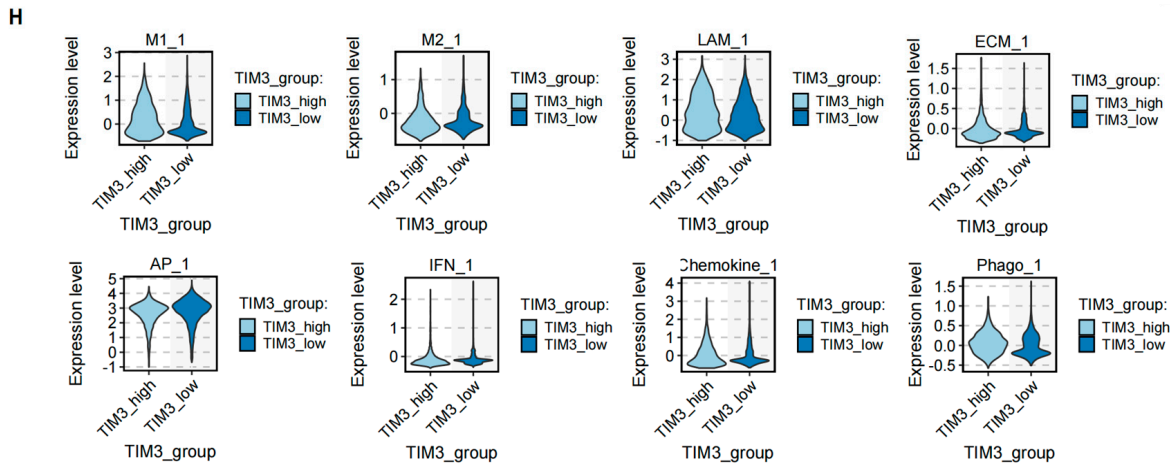 H
M1_1
Expression level
3
2
1
0
TIM3_high
TIM3_low
TIM3_group
TIM3_group:
TIM3_high
TIM3_low
M2_1
Expression level
1
0
TIM3_high
TIM3_low
TIM3_group
TIM3_group:
TIM3_high
TIM3_low
LAM_1
Expression level
3
2
1
0
-1
TIM3_high
TIM3_low
TIM3_group
TIM3_group:
TIM3_high
TIM3_low
ECM_1
Expression level
1.5
1.0
0.5
0.0
TIM3_high
TIM3_low
TIM3_group
TIM3_group:
TIM3_high
TIM3_low
AP_1
Expression level
5
4
3
2
1
0
-1
TIM3_high
TIM3_low
TIM3_group
TIM3_group:
TIM3_high
TIM3_low
IFN_1
Expression level
2
1
0
TIM3_high
TIM3_low
TIM3_group
TIM3_group:
TIM3_high
TIM3_low
Chemokine_1
Expression level
4
3
2
1
0
TIM3_high
TIM3_low
TIM3_group
TIM3_group:
TIM3_high
TIM3_low
Phago_1
Expression level
1.5
1.0
0.5
0.0
-0.5
TIM3_high
TIM3_low
TIM3_group
TIM3_group:
TIM3_high
TIM3_low